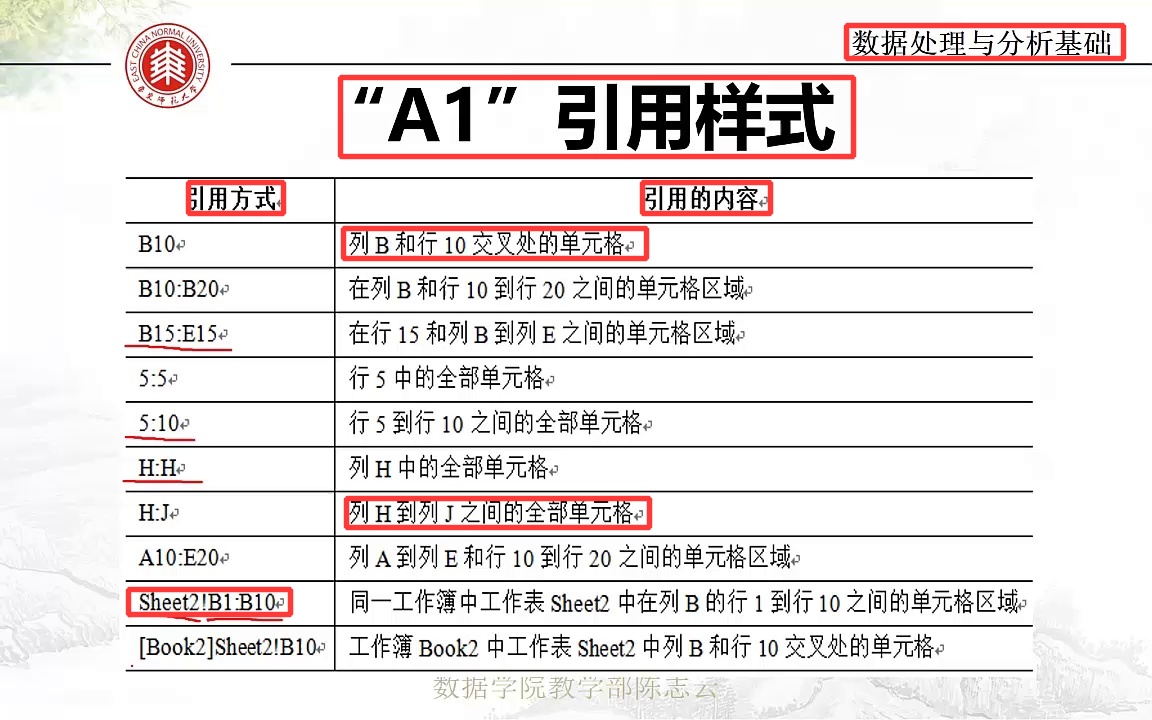 数据处理与分析基础
EAST CHINA NORMAL UNIVERSITY
华东师范大学
“A1”引用样式
引用方式 引用的内容
B10 列 B 和行 10 交叉处的单元格
B10:B20 在列 B 和行 10 到行 20 之间的单元格区域
B15:E15 在行 15 和列 B 到列 E 之间的单元格区域
5:5 行 5 中的全部单元格
5:10 行 5 到行 10 之间的全部单元格
H:H 列 H 中的全部单元格
H:J 列 H 到列 J 之间的全部单元格
A10:E20 列 A 到列 E 和行 10 到行 20 之间的单元格区域
Sheet2!B1:B10 同一工作簿中工作表 Sheet2 中在列 B 的行 1 到行 10 之间的单元格区域
[Book2]Sheet2!B10 工作簿 Book2 中工作表 Sheet2 中列 B 和行 10 交叉处的单元格
数据学院教学部陈志云